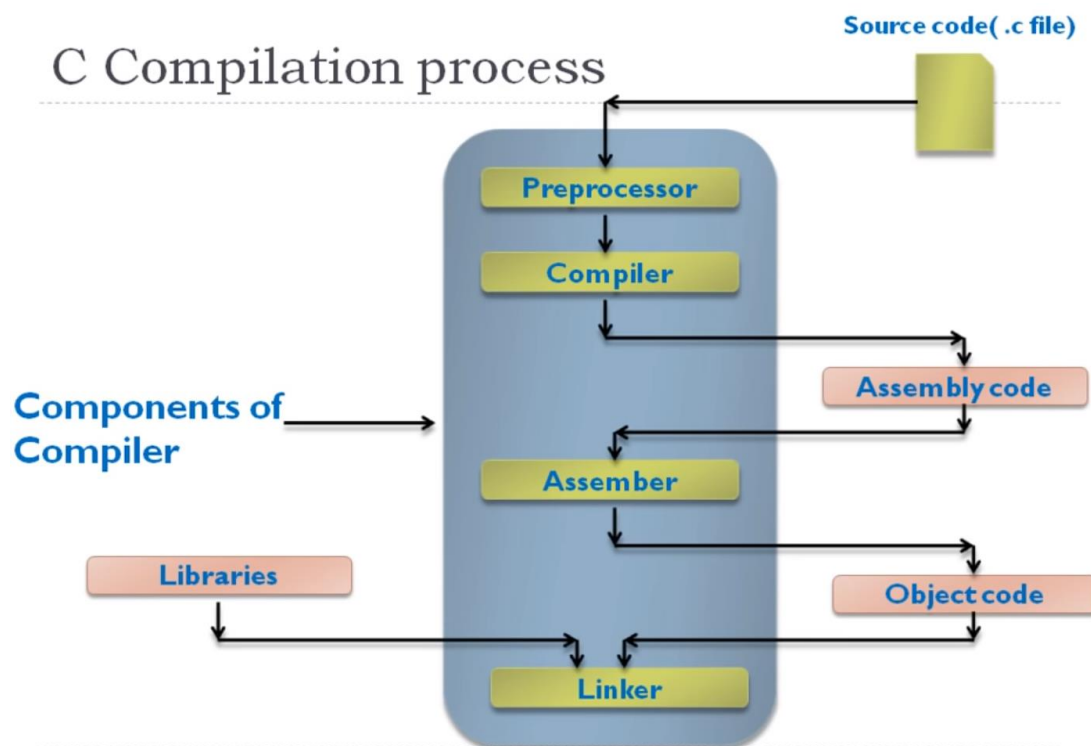 Source code( .c file)
C Compilation process
Preprocessor
Compiler
Assembly code
Components of
Compiler
Assember
Libraries
Object code
Linker